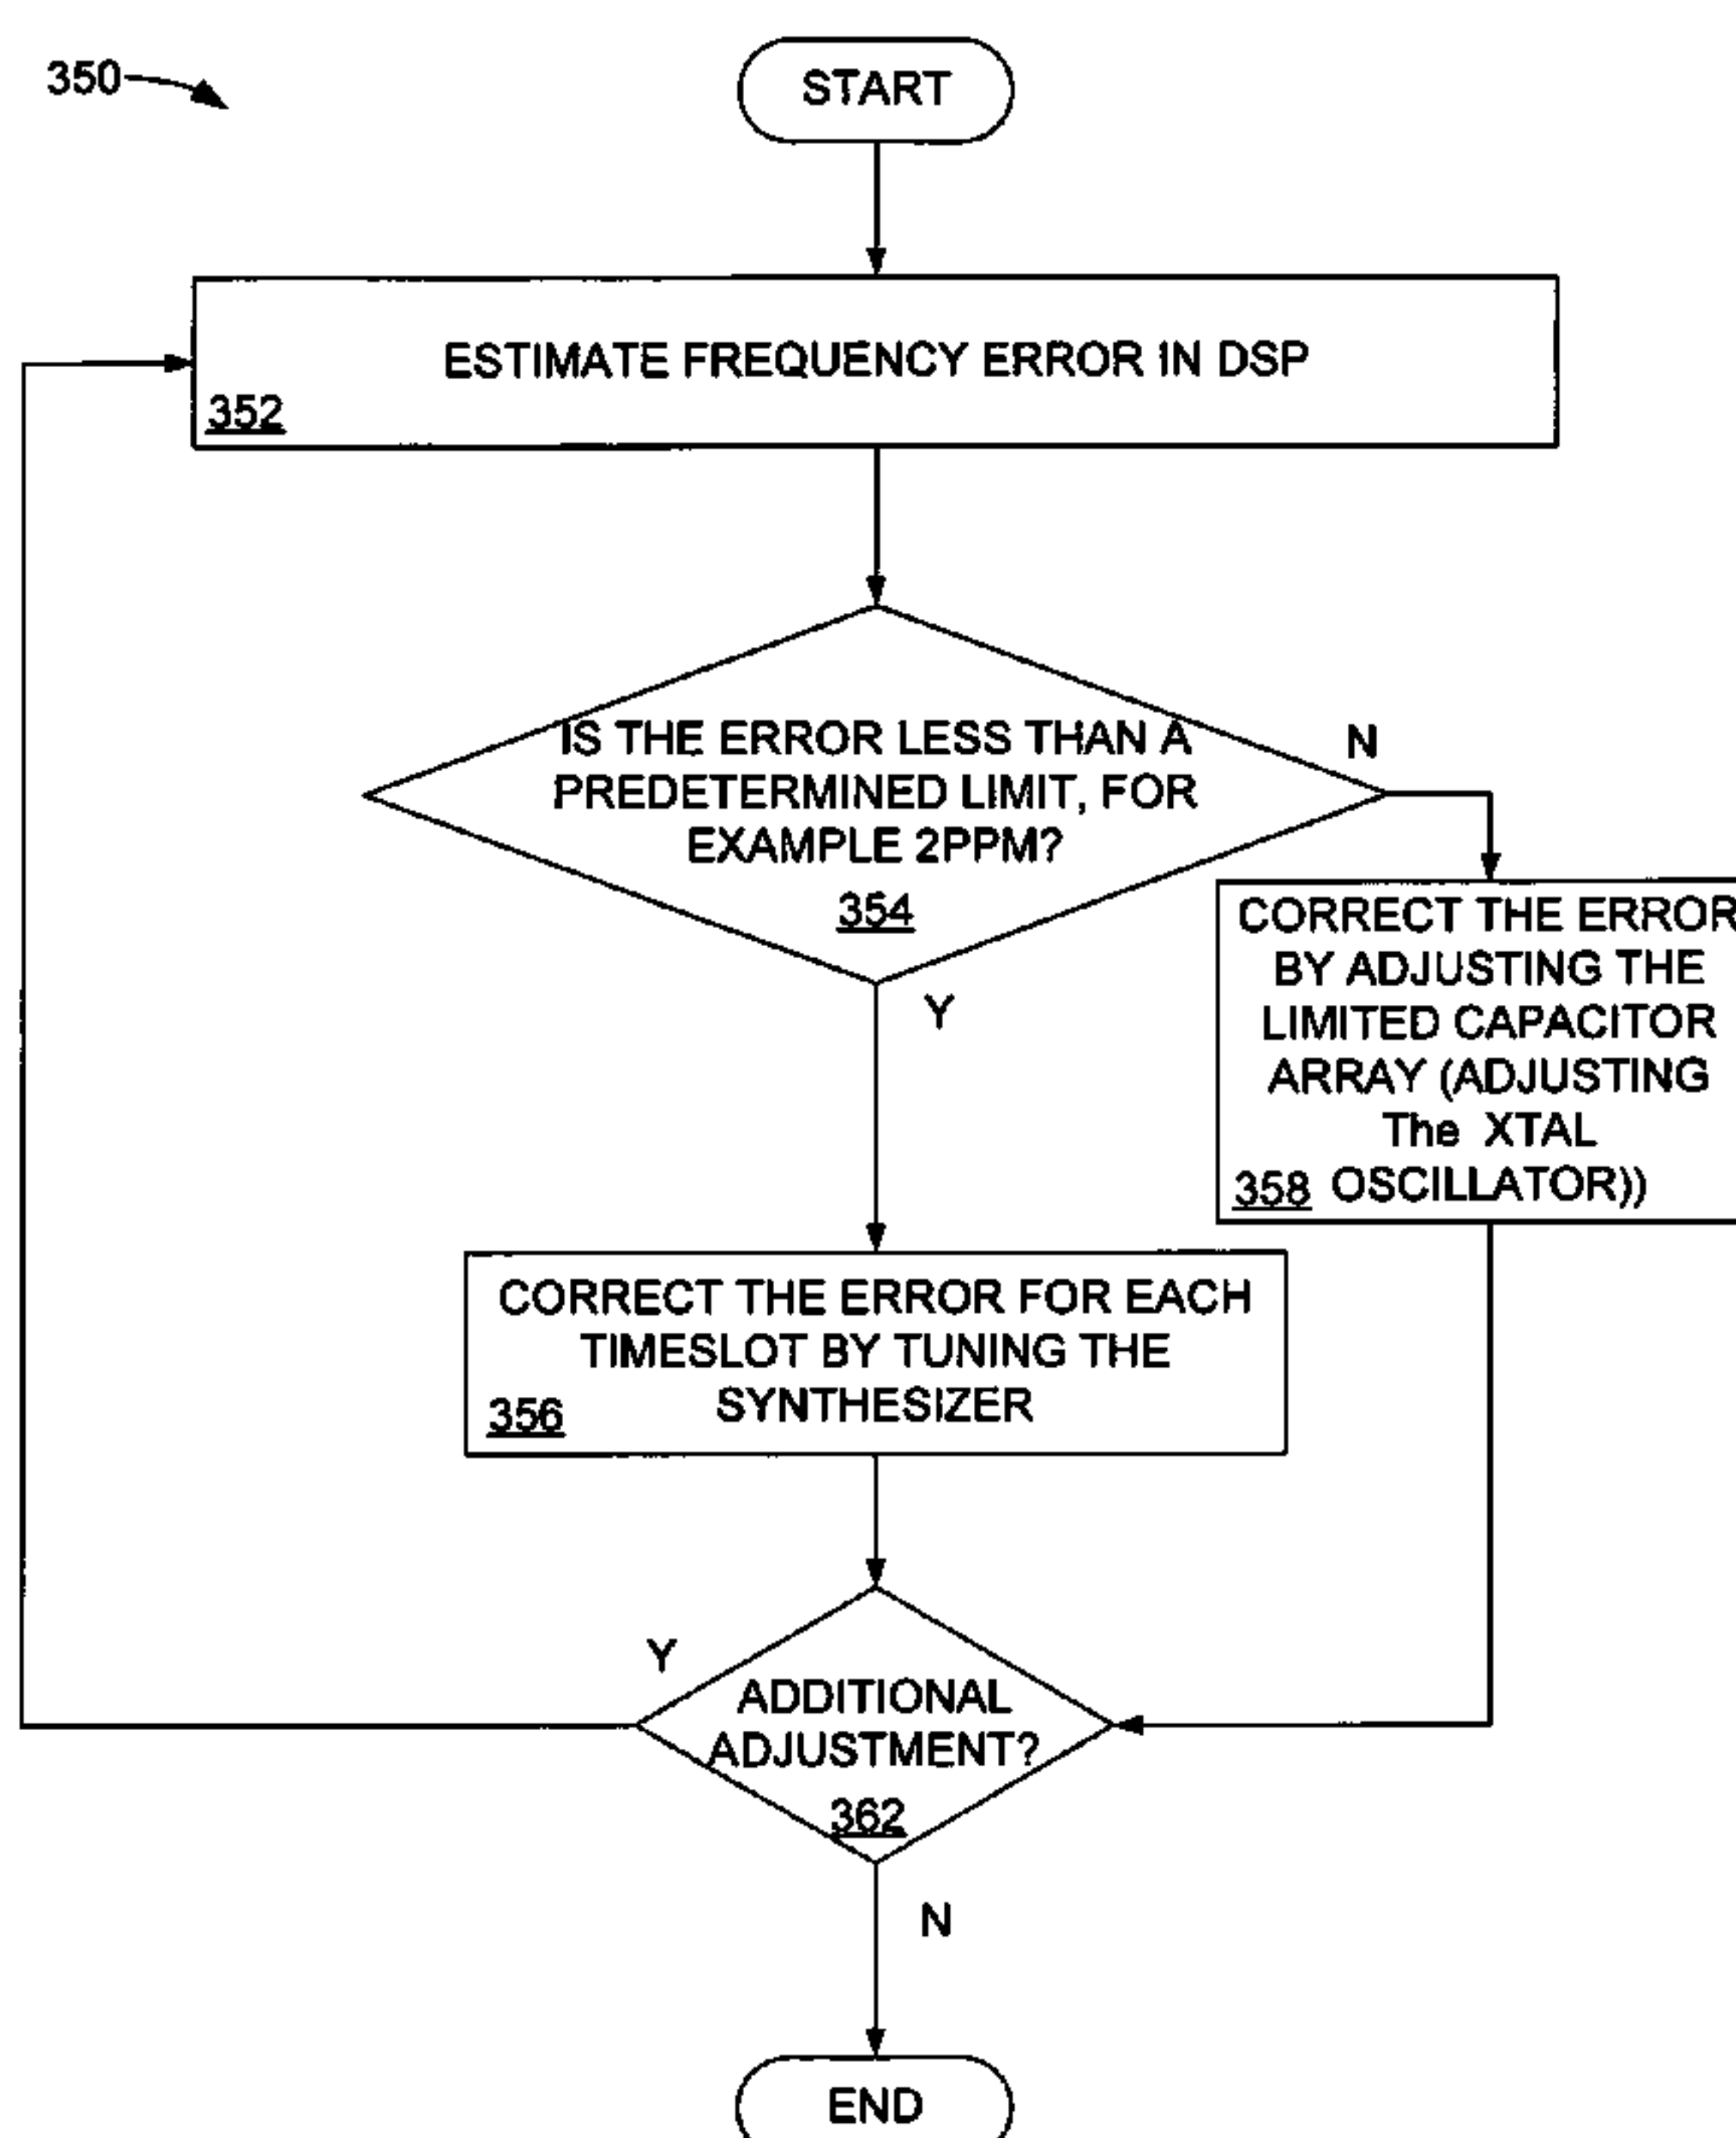 350
START
ESTIMATE FREQUENCY ERROR IN DSP
352
IS THE ERROR LESS THAN A
PREDETERMINED LIMIT, FOR
EXAMPLE 2PPM?
354
N
Y
CORRECT THE ERROR
BY ADJUSTING THE
LIMITED CAPACITOR
ARRAY (ADJUSTING
The XTAL
358 OSCILLATOR))
CORRECT THE ERROR FOR EACH
TIMESLOT BY TUNING THE
356 SYNTHESIZER
Y
ADDITIONAL
ADJUSTMENT?
362
N
END